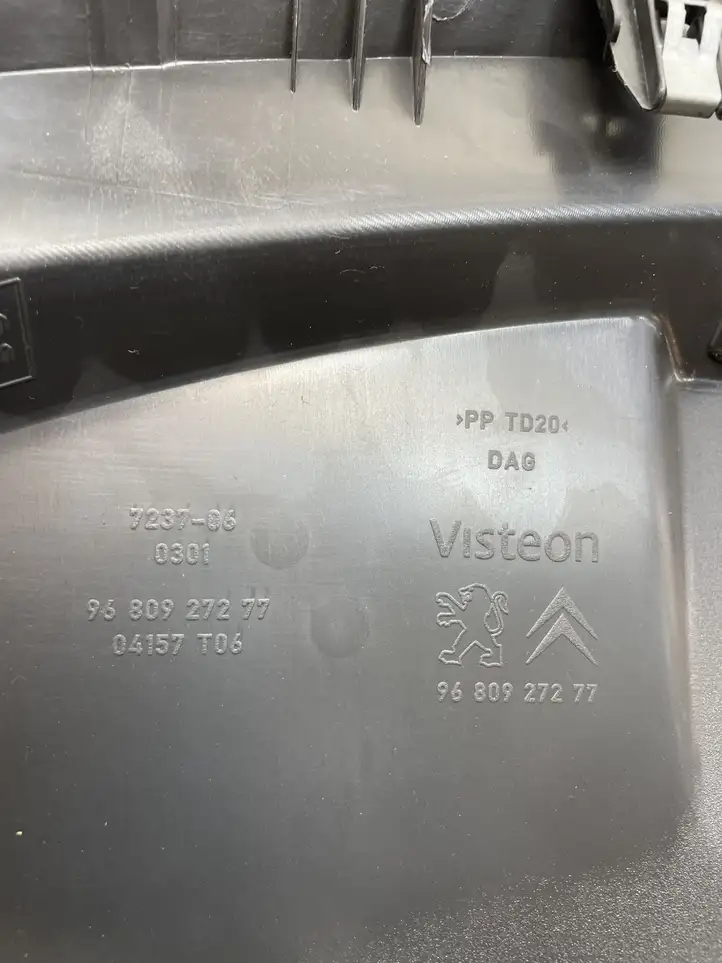 >PP TD20<
DAG
7237-06
0301
96 809 272 77
04157 T06
Visteon
96 809 272 77